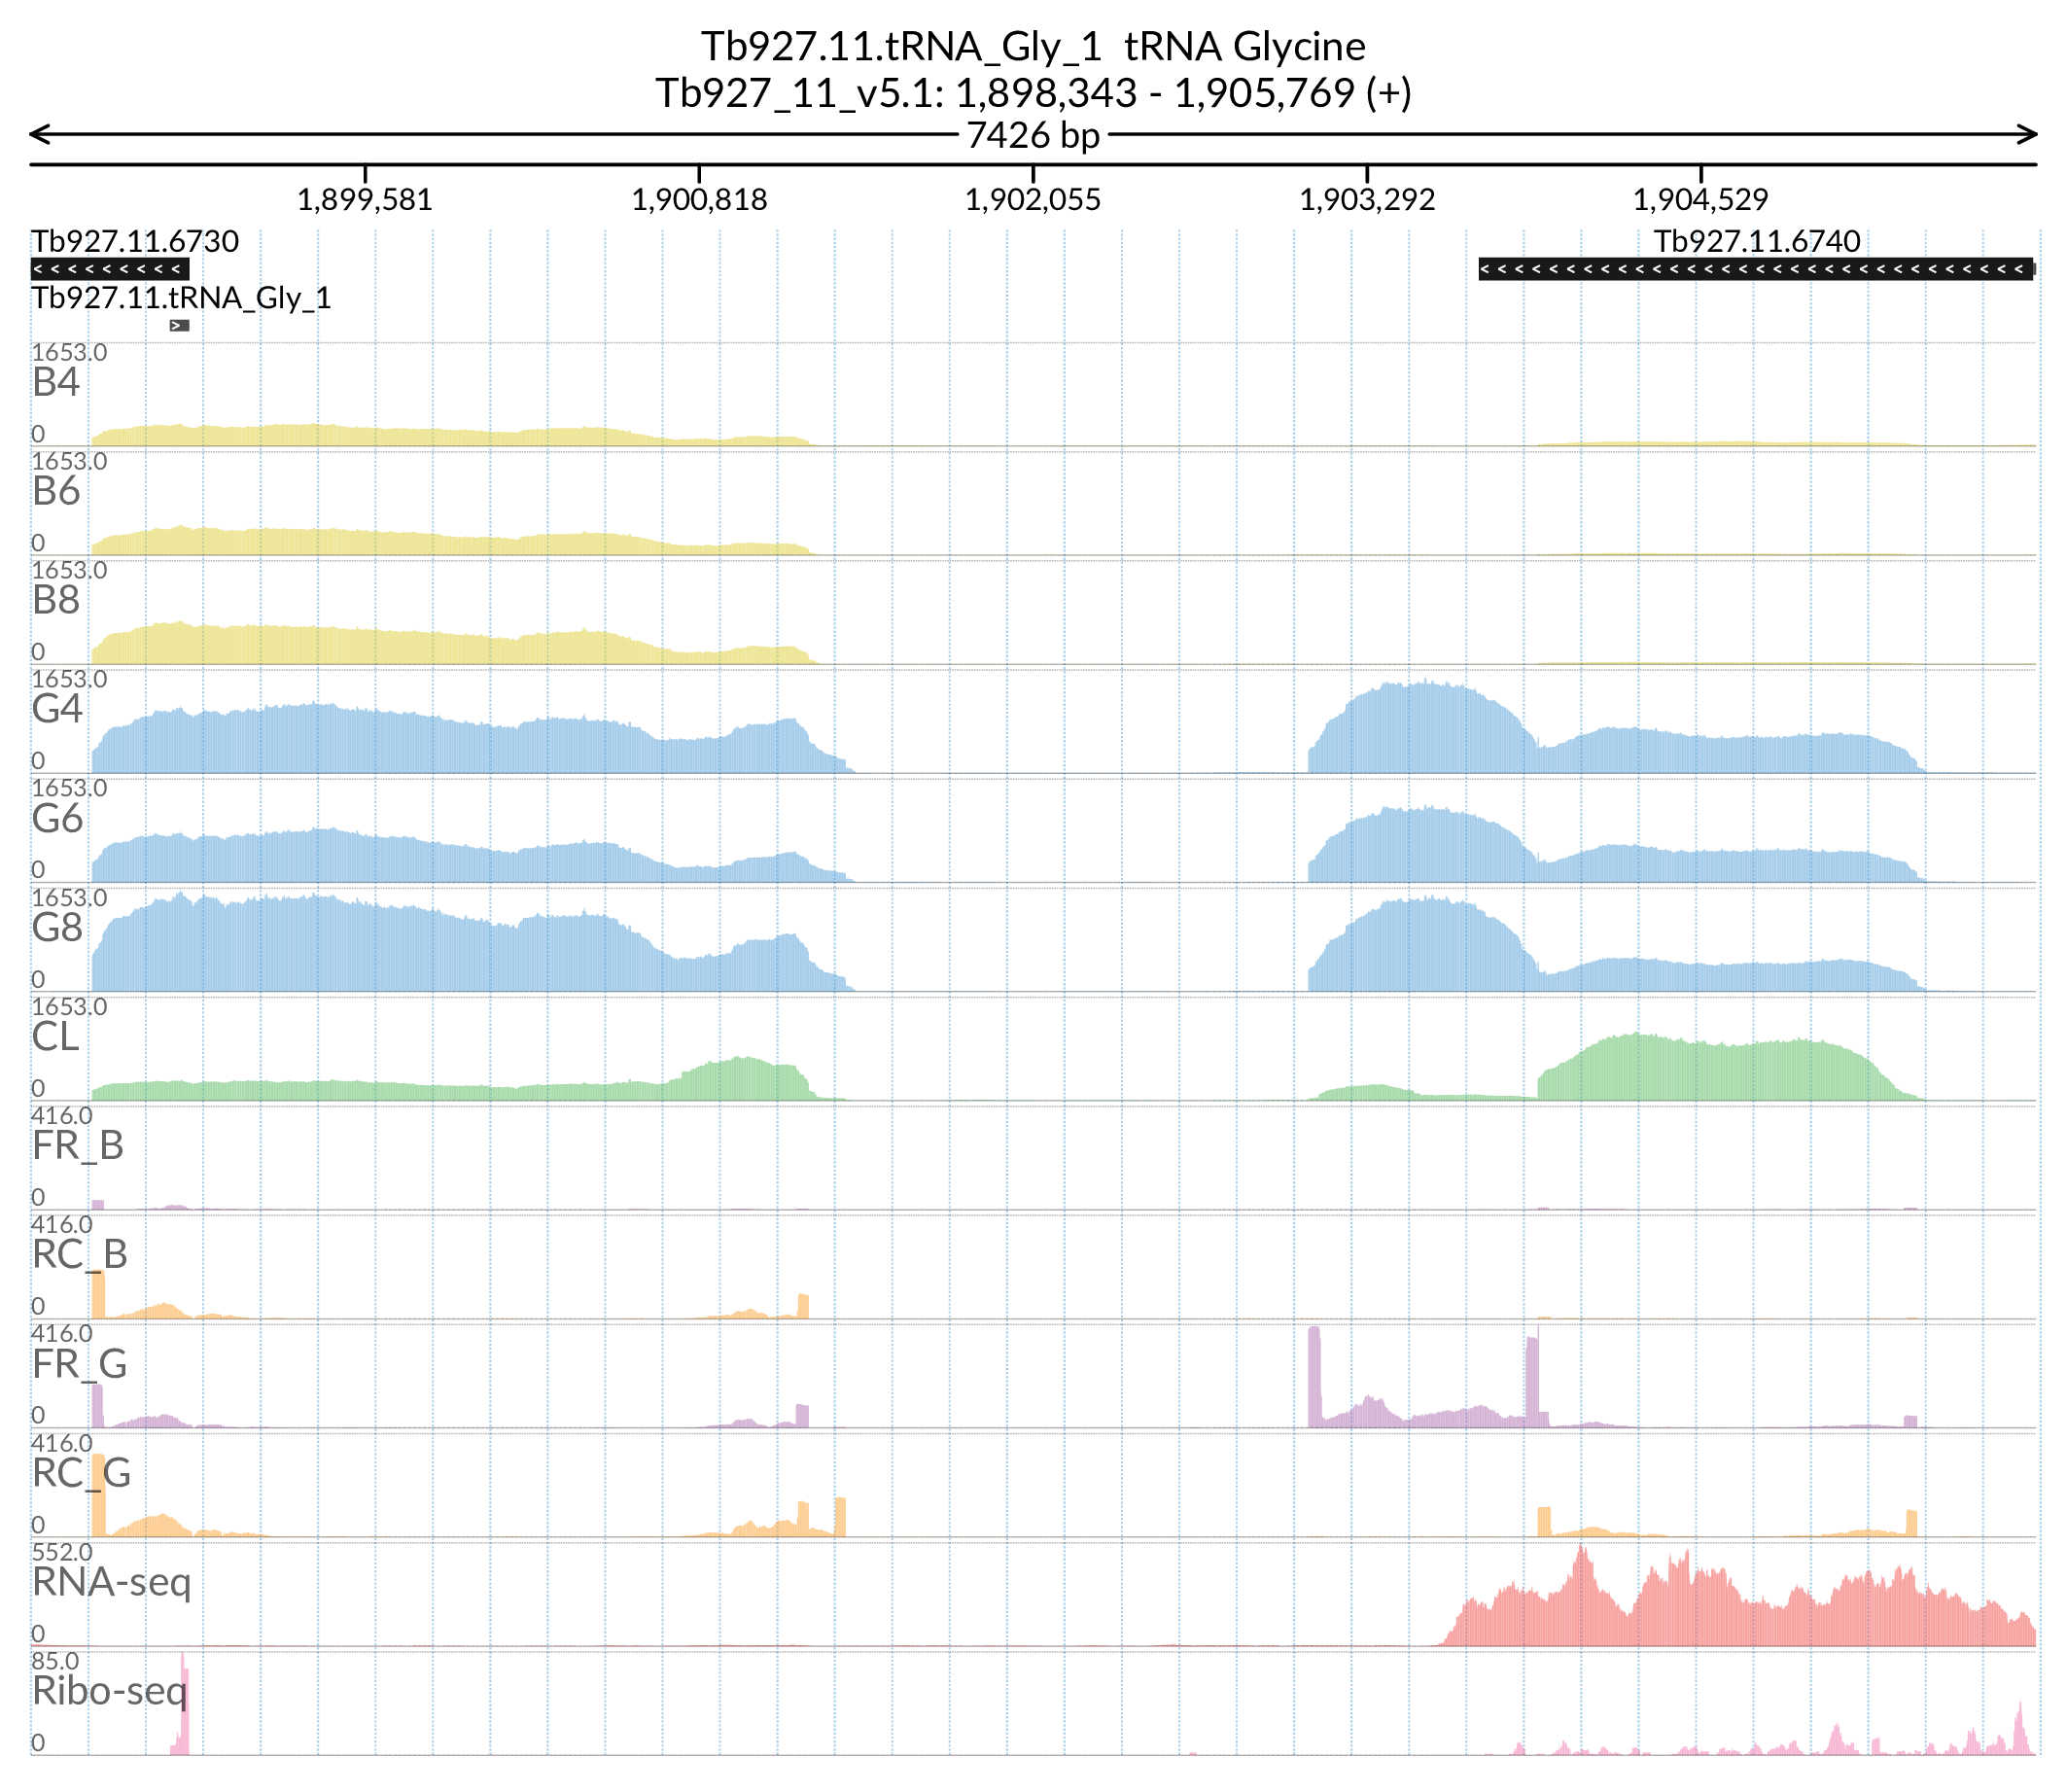 Tb927.11.tRNA_Gly_1  tRNA Glycine
Tb927_11_v5.1: 1,898,343 - 1,905,769 (+)
7426 bp
1,899,581 1,900,818 1,902,055 1,903,292 1,904,529
Tb927.11.6730 Tb927.11.6740
Tb927.11.tRNA_Gly_1
1653.0
B4
0
1653.0
B6
0
1653.0
B8
0
1653.0
G4
0
1653.0
G6
0
1653.0
G8
0
1653.0
CL
0
416.0
FR_B
0
416.0
RC_B
0
416.0
FR_G
0
416.0
RC_G
0
552.0
RNA-seq
0
85.0
Ribo-seq
0